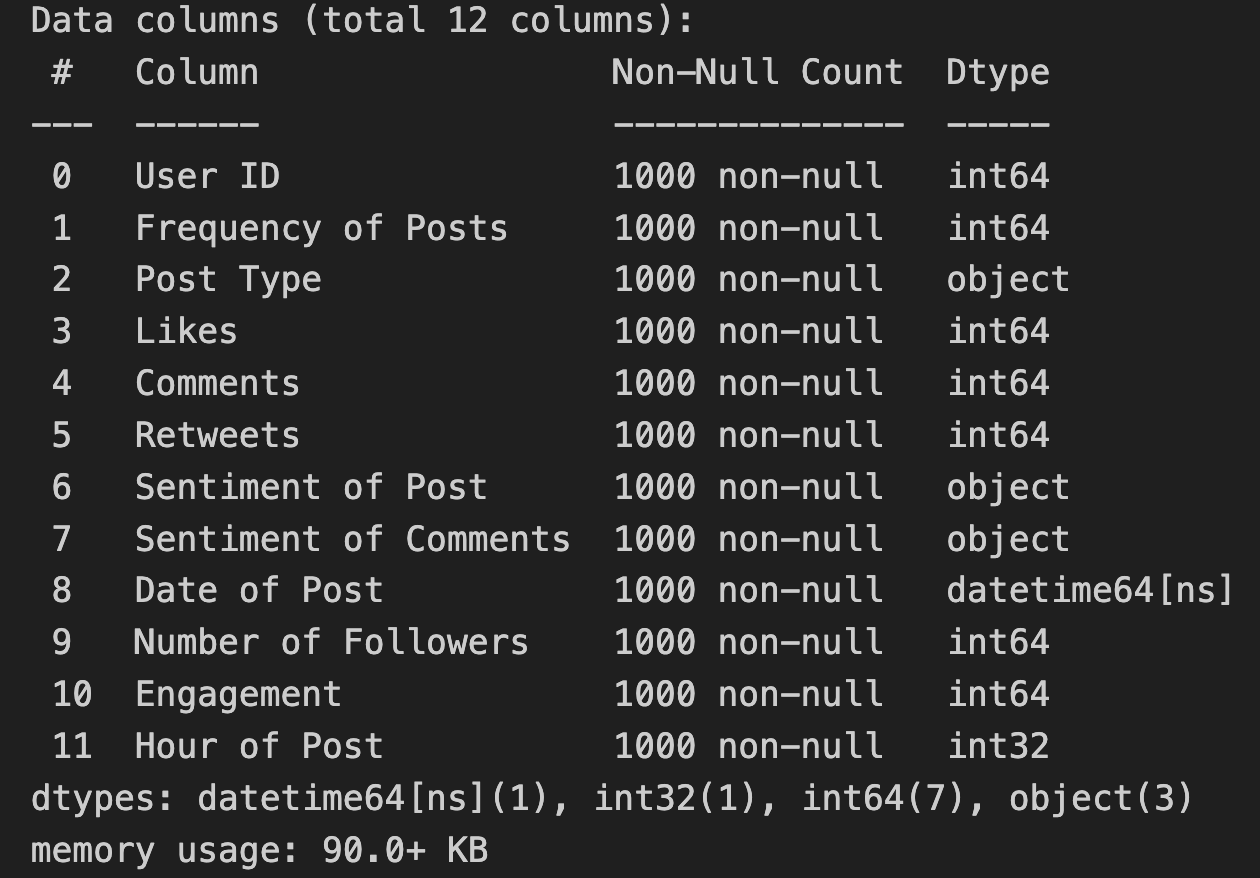 Data columns (total 12 columns):
 #   Column                 Non-Null Count  Dtype
---  ------                 --------------  -----
 0   User ID                1000 non-null   int64
 1   Frequency of Posts     1000 non-null   int64
 2   Post Type              1000 non-null   object
 3   Likes                  1000 non-null   int64
 4   Comments               1000 non-null   int64
 5   Retweets               1000 non-null   int64
 6   Sentiment of Post      1000 non-null   object
 7   Sentiment of Comments  1000 non-null   object
 8   Date of Post           1000 non-null   datetime64[ns]
 9   Number of Followers    1000 non-null   int64
 10  Engagement             1000 non-null   int64
 11  Hour of Post           1000 non-null   int32
dtypes: datetime64[ns](1), int32(1), int64(7), object(3)
memory usage: 90.0+ KB